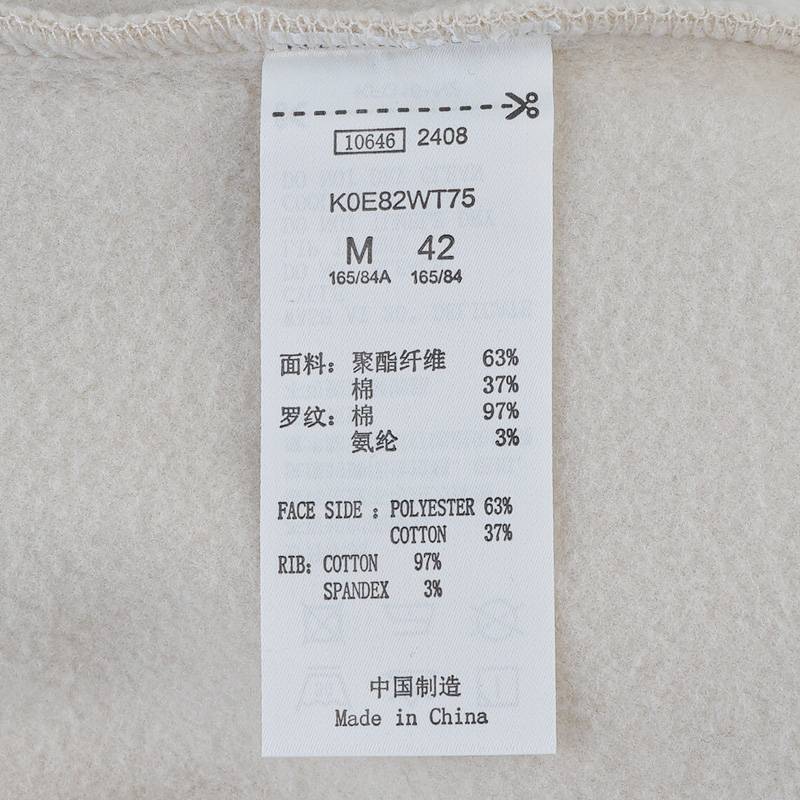 10646 2408
K0E82WT75
M 42
165/84A 165/84
面料：聚酯纤维 63%
棉 37%
罗纹：棉 97%
氨纶 3%
FACE SIDE : POLYESTER 63%
COTTON 37%
RIB: COTTON 97%
SPANDEX 3%
中国制造
Made in China